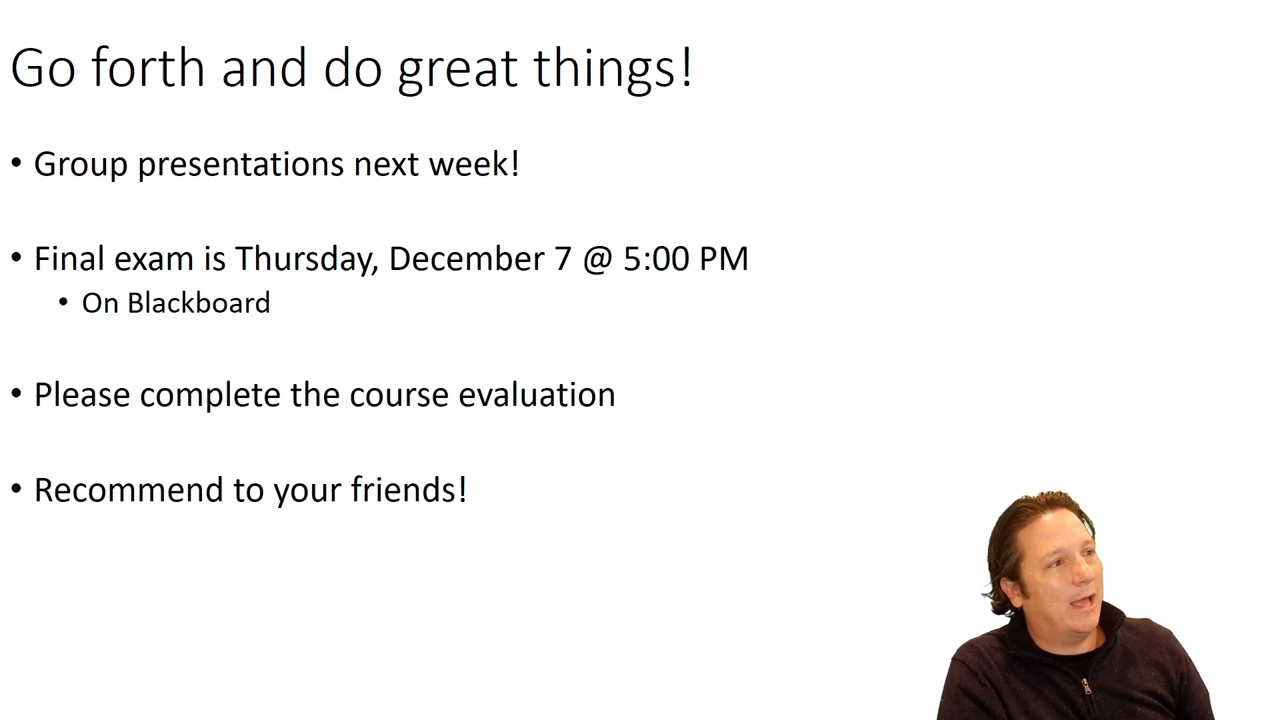 Go forth and do great things!
• Group presentations next week!
• Final exam is Thursday, December 7 @ 5:00 PM
• On Blackboard
• Please complete the course evaluation
• Recommend to your friends!